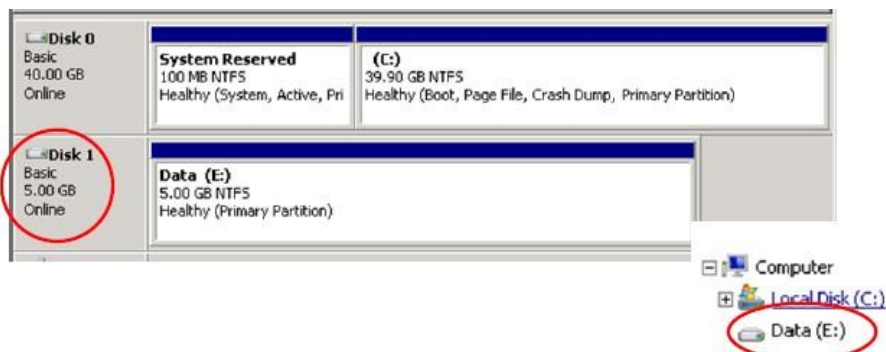 Disk 0
Basic
40.00 GB
Online
System Reserved
100 MB NTFS
Healthy (System, Active, Pri
(C:)
39.90 GB NTFS
Healthy (Boot, Page File, Crash Dump, Primary Partition)
Disk 1
Basic
5.00 GB
Online
Data (E:)
5.00 GB NTFS
Healthy (Primary Partition)
Computer
Local Disk (C:)
Data (E:)